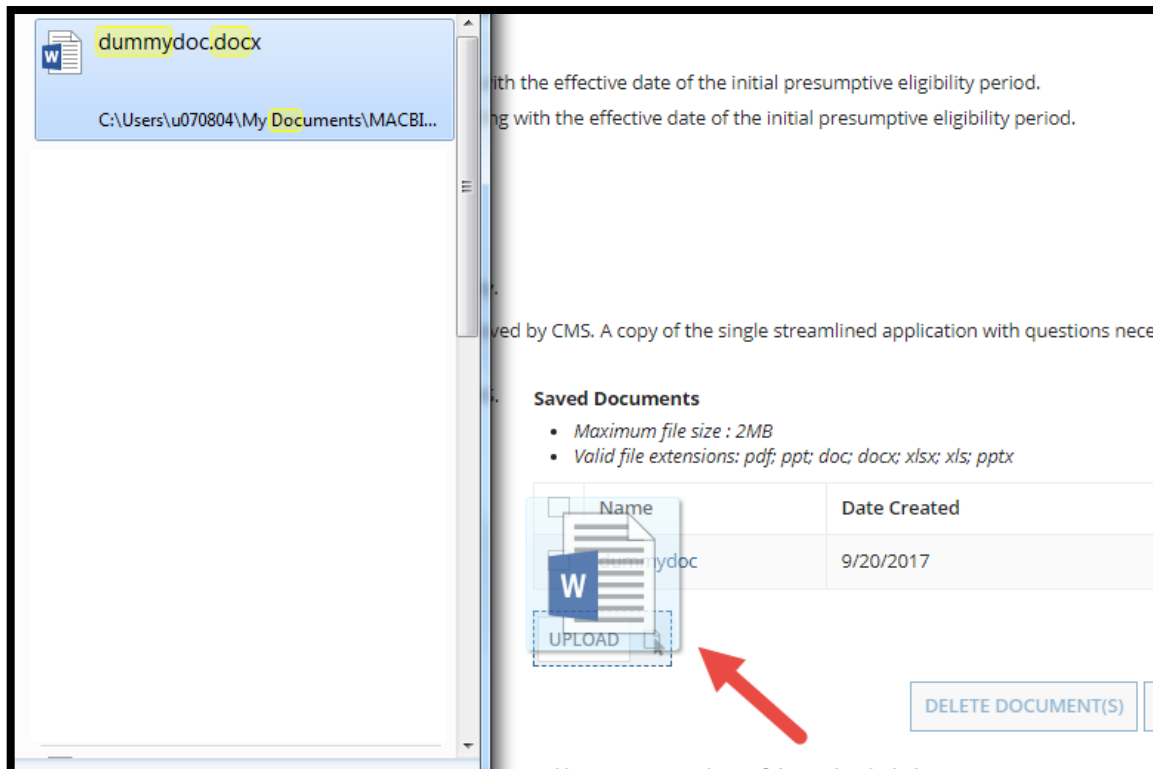 dummydoc.docx
C:\Users\u070804\My Documents\MACBI...
ith the effective date of the initial presumptive eligibility period.
ng with the effective date of the initial presumptive eligibility period.
ved by CMS. A copy of the single streamlined application with questions nece
Saved Documents
• Maximum file size : 2MB
• Valid file extensions: pdf; ppt; doc; docx; xlsx; xls; pptx
Name Date Created
dummydoc 9/20/2017
W
UPLOAD
DELETE DOCUMENT(S)